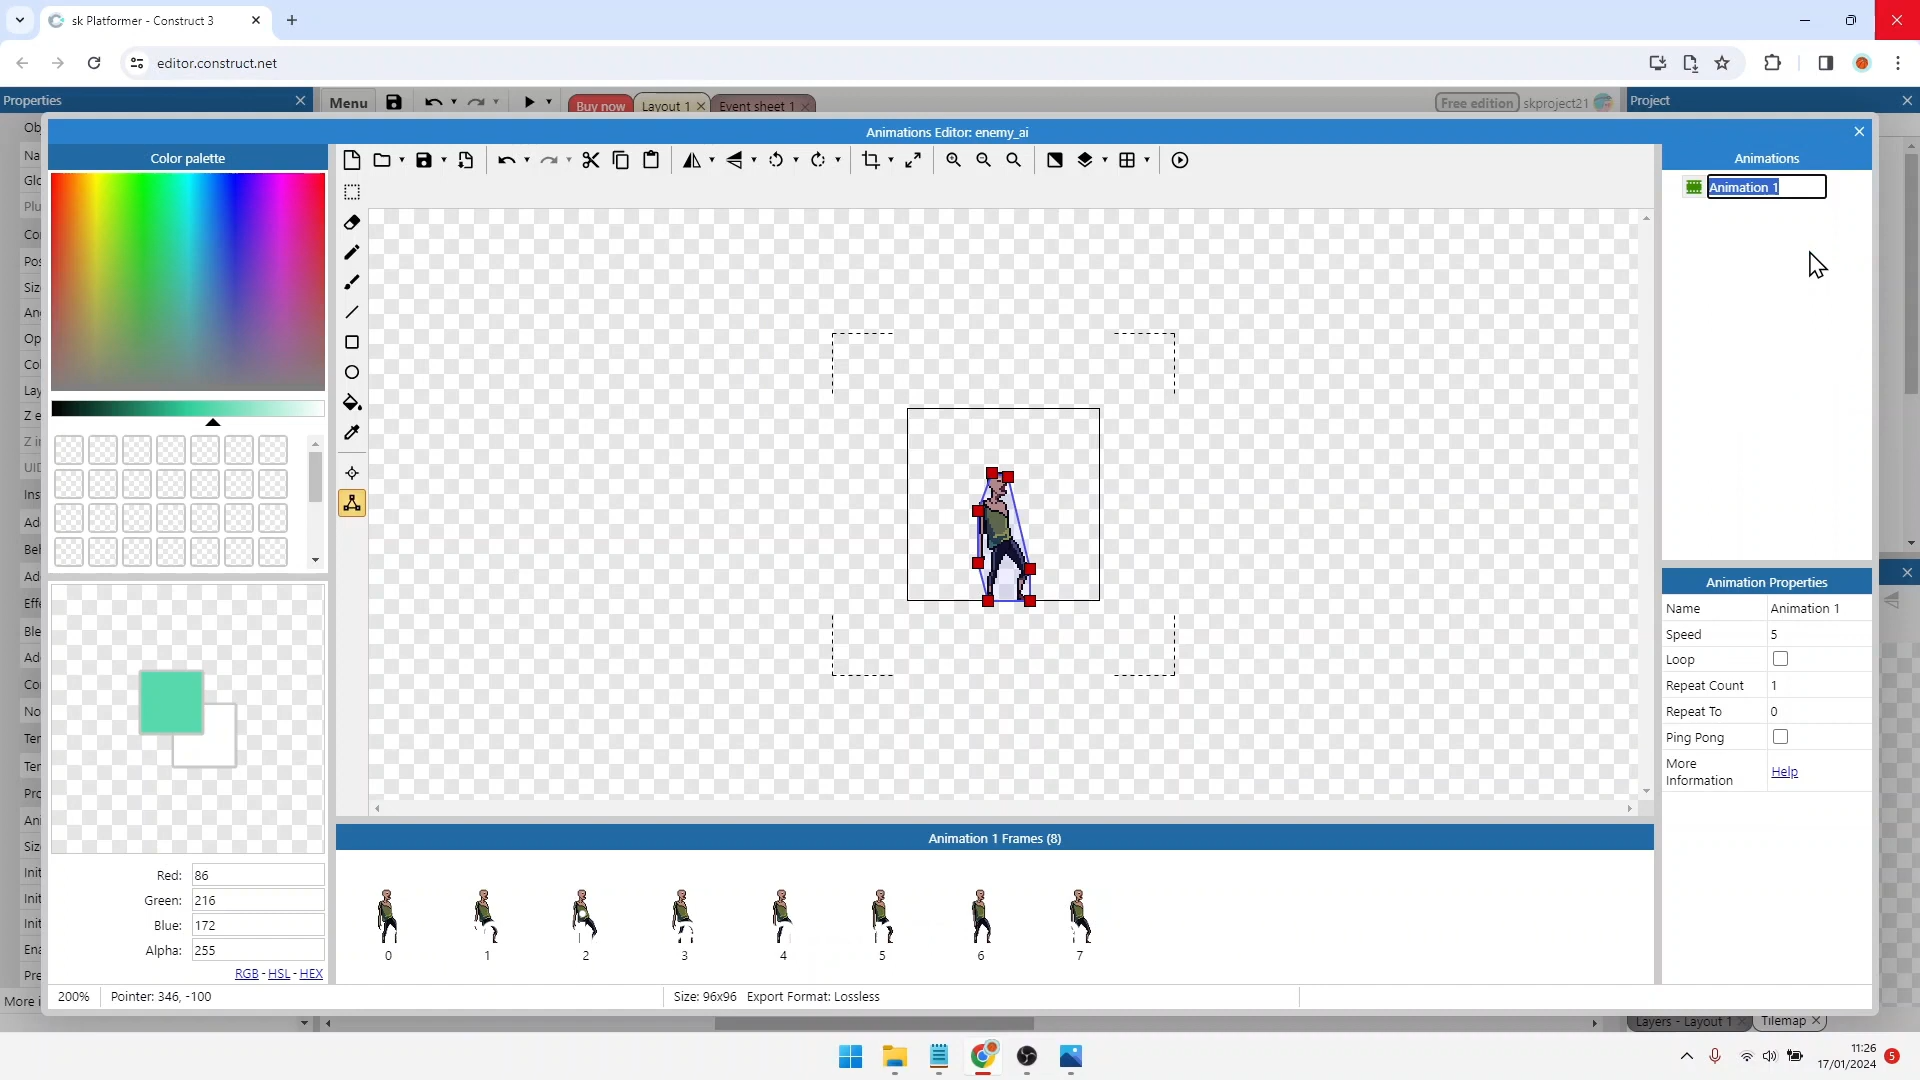 sk Platformer - Construct 3
editor.construct.net
Properties
Menu
Buy now
Layout 1
Event sheet 1
Free edition
skproject21
Project
Animations Editor: enemy_ai
Color palette
Animations
Animation 1
Animation Properties
Name Animation 1
Speed 5
Loop
Repeat Count 1
Repeat To 0
Ping Pong
More Information Help
Animation 1 Frames (8)
0 1 2 3 4 5 6 7
Red: 86
Green: 216
Blue: 172
Alpha: 255
RGB - HSL - HEX
200% Pointer: 346, -100
Size: 96x96 Export Format: Lossless
More i
Layers - Layout 1
Tilemap
11:26
17/01/2024
5